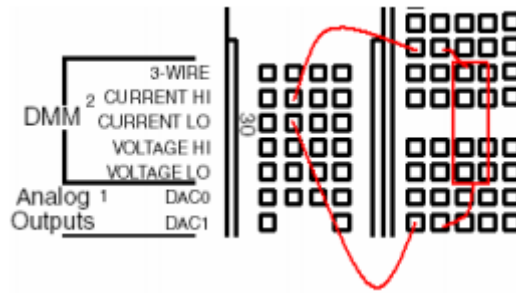 3-WIRE
DMM 2 CURRENT HI
CURRENT LO
30
VOLTAGE HI
VOLTAGE LO
Analog 1 DAC0
Outputs DAC1